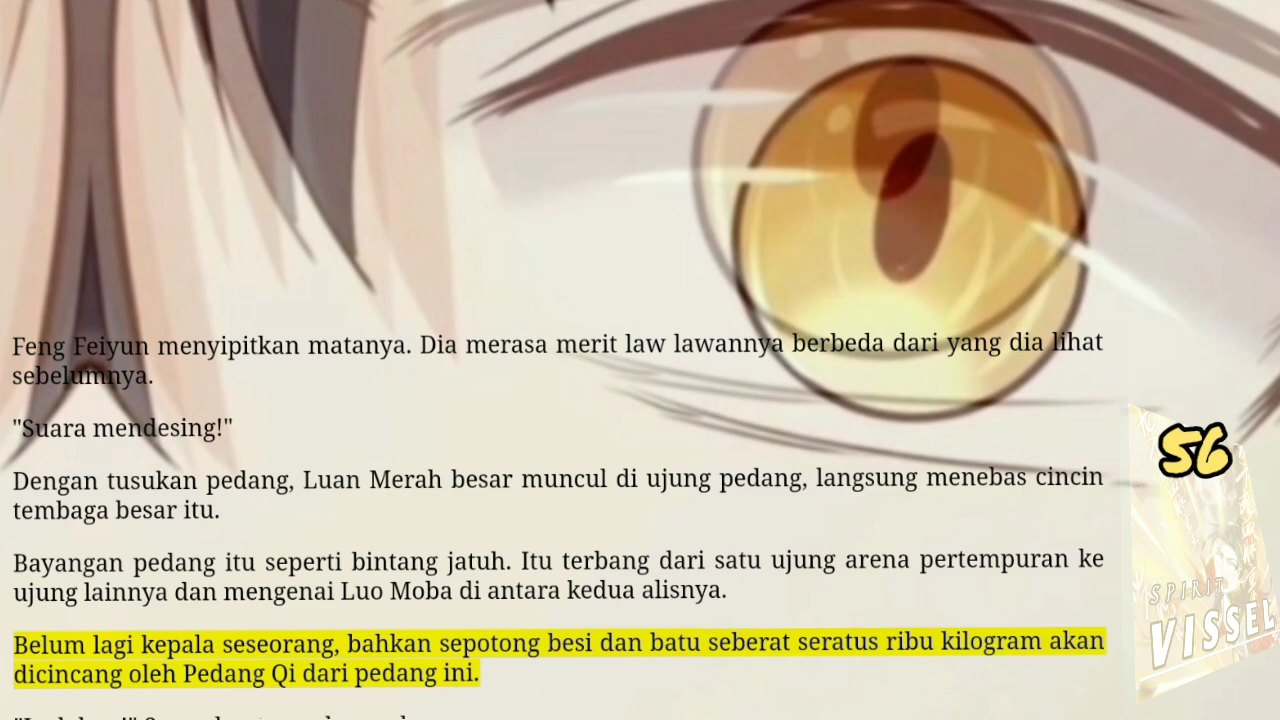 Feng Feiyun menyipitkan matanya. Dia merasa merit law lawannya berbeda dari yang dia lihat
sebelumnya.
"Suara mendesing!"
Dengan tusukan pedang, Luan Merah besar muncul di ujung pedang, langsung menebas cincin
tembaga besar itu.
Bayangan pedang itu seperti bintang jatuh. Itu terbang dari satu ujung arena pertempuran ke
ujung lainnya dan mengenai Luo Moba di antara kedua alisnya.
Belum lagi kepala seseorang, bahkan sepotong besi dan batu seberat seratus ribu kilogram akan
dicincang oleh Pedang Qi dari pedang ini.
56
SPIRIT
VISSEL